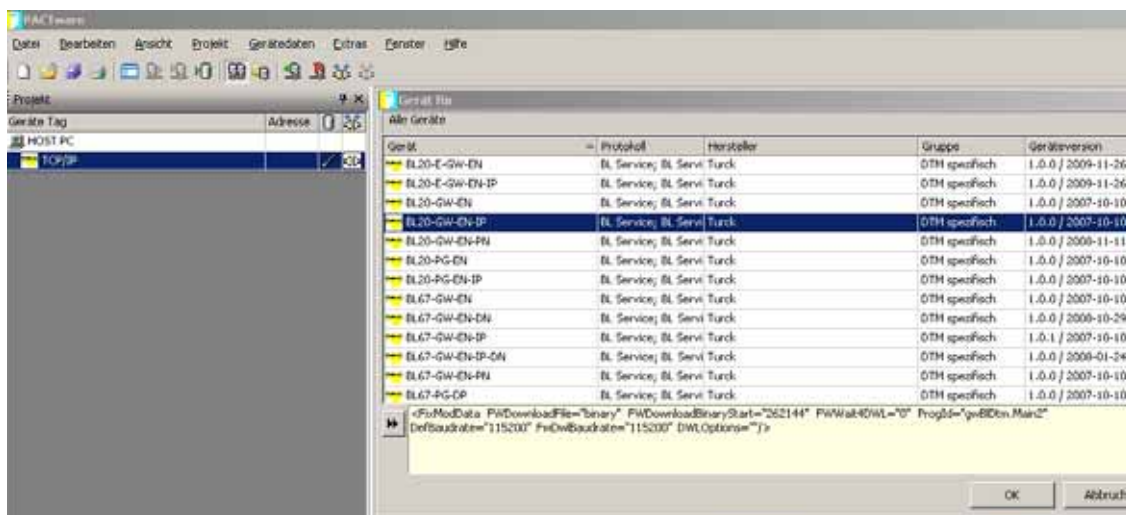 PACTware
Datei Bearbeiten Ansicht Projekt Gerätedaten Extras Fenster Hilfe
Projekt
Geräte Tag Adresse
HOST PC
TCP/IP
Gerät für
Alle Geräte
Gerät Protokoll Hersteller Gruppe Geräteversion
BL20-E-GW-EN BL Service; BL Servi Turck DTM spezifisch 1.0.0 / 2009-11-26
BL20-E-GW-EN-IP BL Service; BL Servi Turck DTM spezifisch 1.0.0 / 2009-11-26
BL20-GW-EN BL Service; BL Servi Turck DTM spezifisch 1.0.0 / 2007-10-10
BL20-GW-EN-IP BL Service; BL Servi Turck DTM spezifisch 1.0.0 / 2007-10-10
BL20-GW-EN-PN BL Service; BL Servi Turck DTM spezifisch 1.0.0 / 2008-11-11
BL20-PG-EN BL Service; BL Servi Turck DTM spezifisch 1.0.0 / 2007-10-10
BL20-PG-EN-IP BL Service; BL Servi Turck DTM spezifisch 1.0.0 / 2007-10-10
BL67-GW-EN BL Service; BL Servi Turck DTM spezifisch 1.0.0 / 2007-10-10
BL67-GW-EN-DN BL Service; BL Servi Turck DTM spezifisch 1.0.0 / 2008-10-29
BL67-GW-EN-IP BL Service; BL Servi Turck DTM spezifisch 1.0.1 / 2007-10-10
BL67-GW-EN-IP-DN BL Service; BL Servi Turck DTM spezifisch 1.0.0 / 2008-01-24
BL67-GW-EN-PN BL Service; BL Servi Turck DTM spezifisch 1.0.0 / 2007-10-10
BL67-PG-DP BL Service; BL Servi Turck DTM spezifisch 1.0.0 / 2007-10-10
<FixModData FWDownloadFile="binary" FWDownloadBinaryStart="262144" FWWait4DWL="0" ProgId="gwBlDtm.Main2"
DefBaudrate="115200" FwDwlBaudrate="115200" DWLOptions=""/>
OK Abbruch